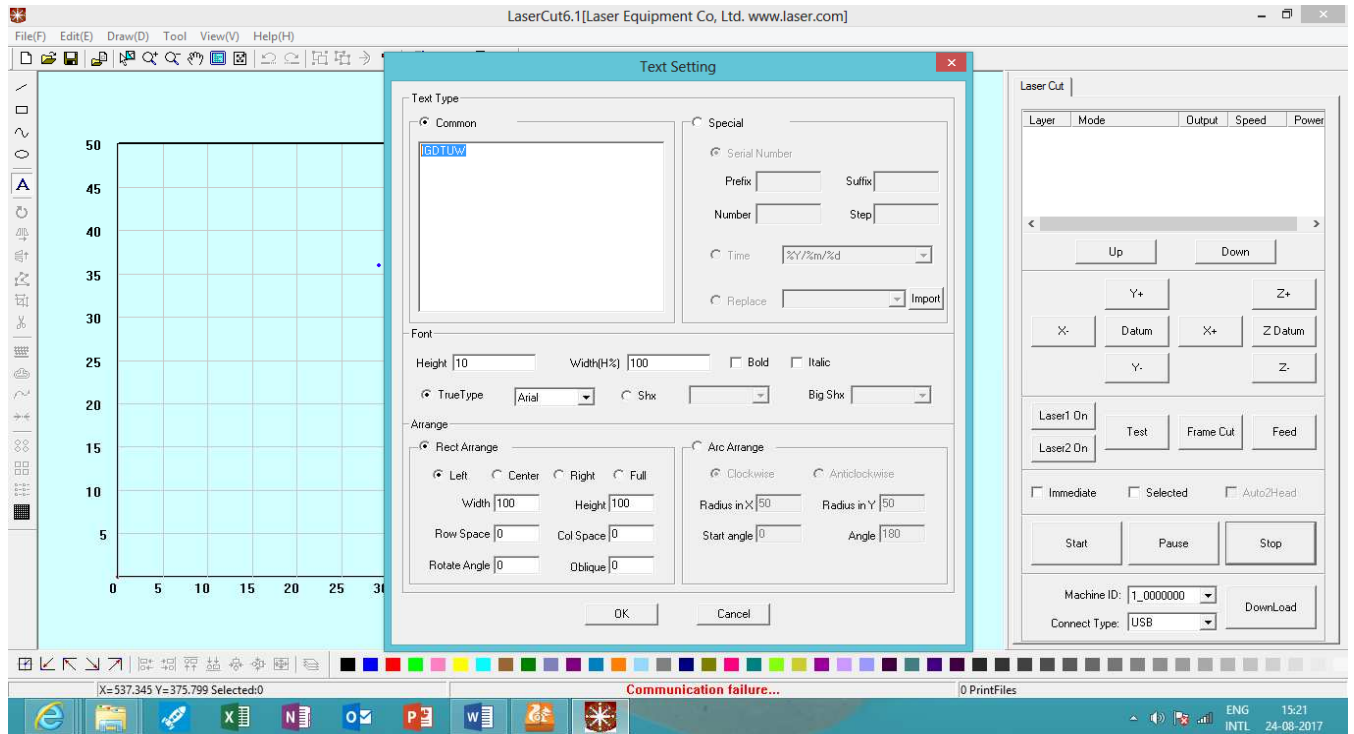 LaserCut6.1[Laser Equipment Co, Ltd. www.laser.com]
File(F) Edit(E) Draw(D) Tool View(V) Help(H)
Text Setting
Text Type
Common
IGDTUW
Special
Serial Number
Prefix Suffix
Number Step
Time %Y/%m/%d
Replace Import
Font
Height 10 Width(H%) 100 Bold Italic
TrueType Arial Shx Big Shx
Arrange
Rect Arrange
Left Center Right Full
Width 100 Height 100
Row Space 0 Col Space 0
Rotate Angle 0 Oblique 0
Arc Arrange
Clockwise Anticlockwise
Radius in X 50 Radius in Y 50
Start angle 0 Angle 180
OK Cancel
50
45
40
35
30
25
20
15
10
5
0 5 10 15 20 25 30
Laser Cut
Layer Mode Output Speed Power
Up Down
Y+ Z+
X- Datum X+ Z Datum
Y- Z-
Laser1 On
Laser2 On
Test Frame Cut Feed
Immediate Selected Auto2Head
Start Pause Stop
Machine ID: 1_0000000
Connect Type: USB
DownLoad
X=537.345 Y=375.799 Selected:0 Communication failure... 0 PrintFiles
ENG 15:21
INTL 24-08-2017